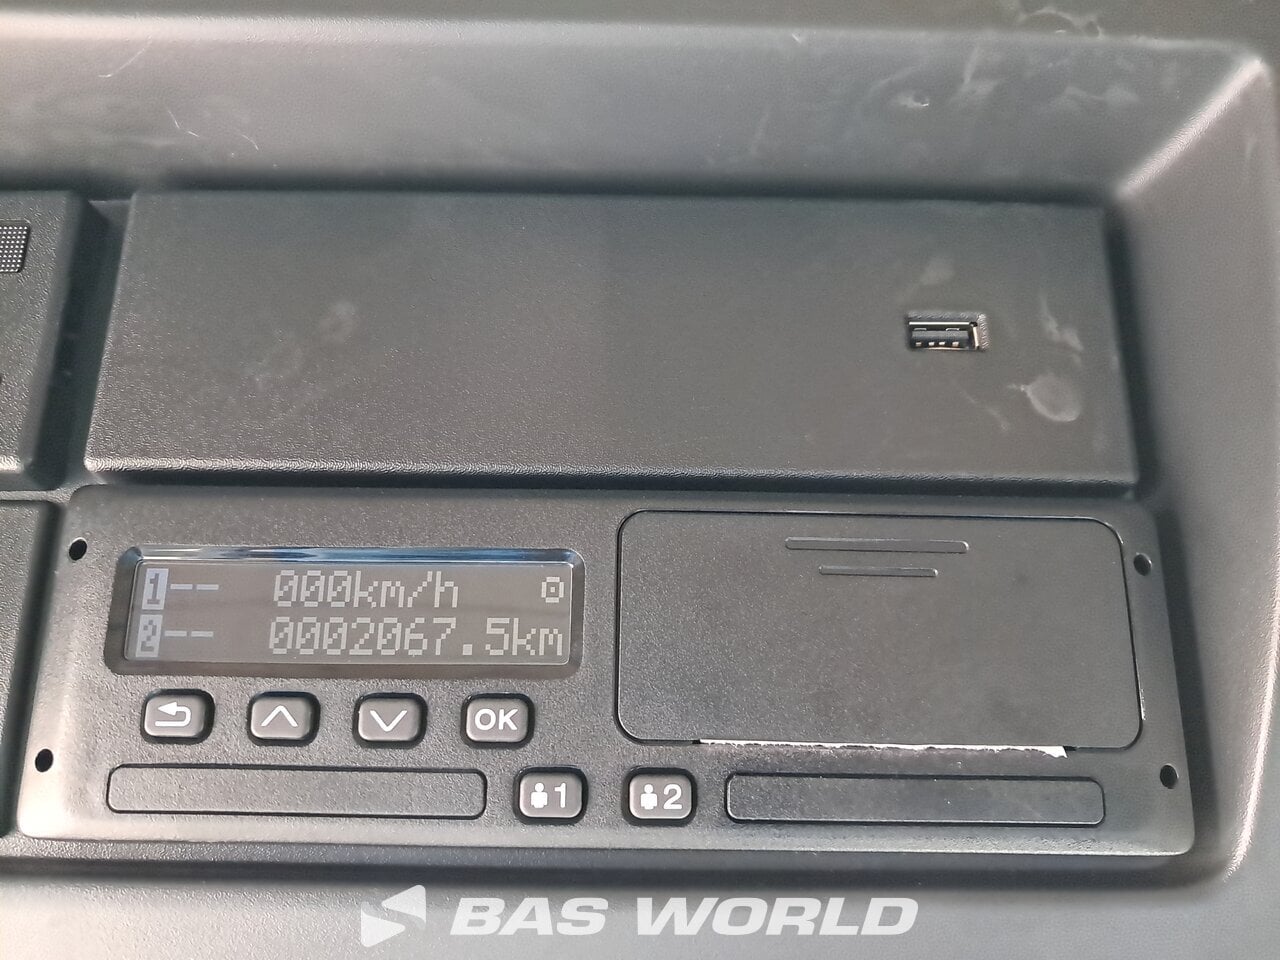 1-- 000km/h
2-- 0002067.5km
OK
1
2
BAS WORLD